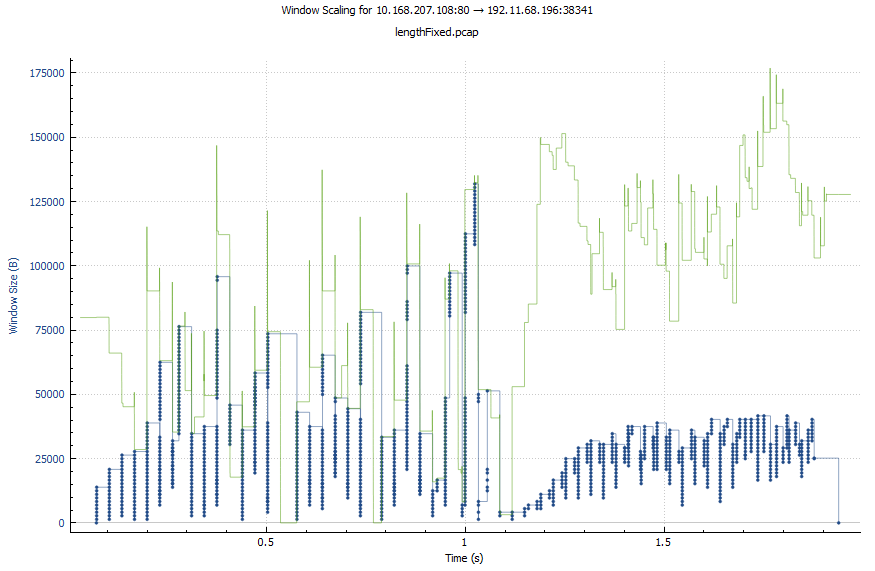 Window Scaling for 10.168.207.108:80 → 192.11.68.196:38341
lengthFixed.pcap
175000
150000
125000
100000
75000
50000
25000
0
Window Size (B)
0.5
1
1.5
Time (s)